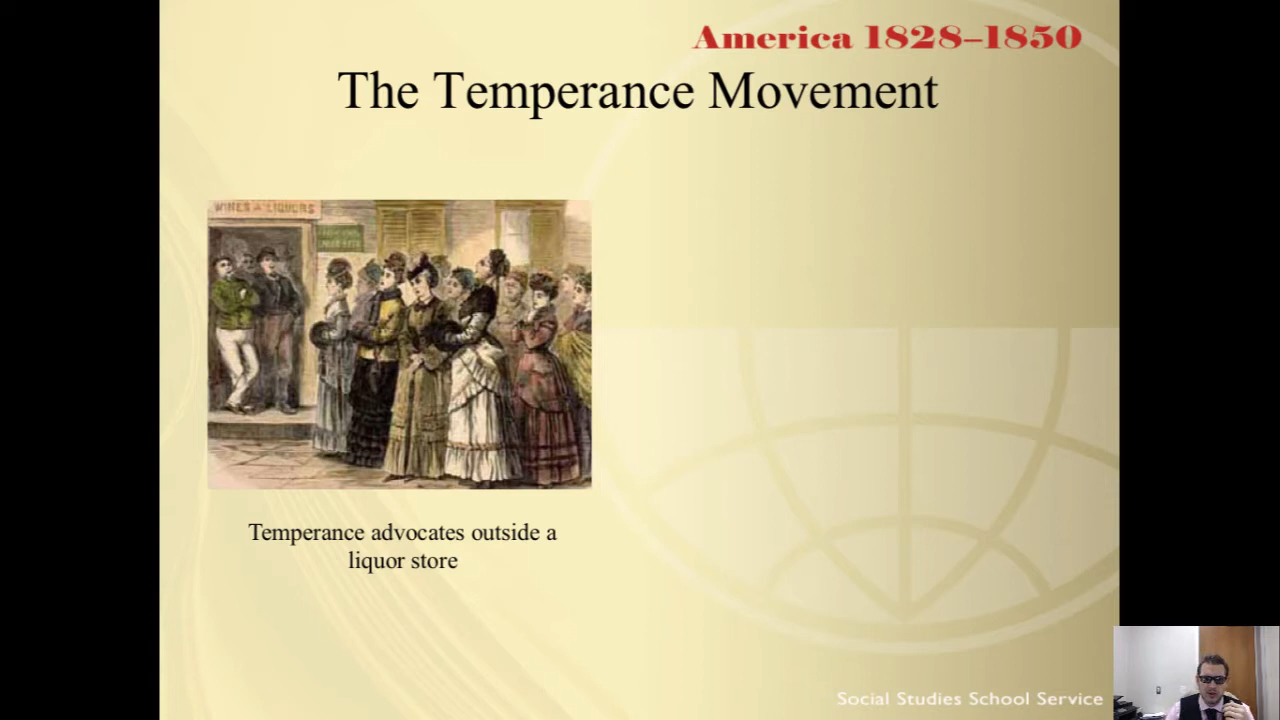 America 1828–1850
The Temperance Movement
WINES & LIQUORS
Temperance advocates outside a
liquor store
Social Studies School Service